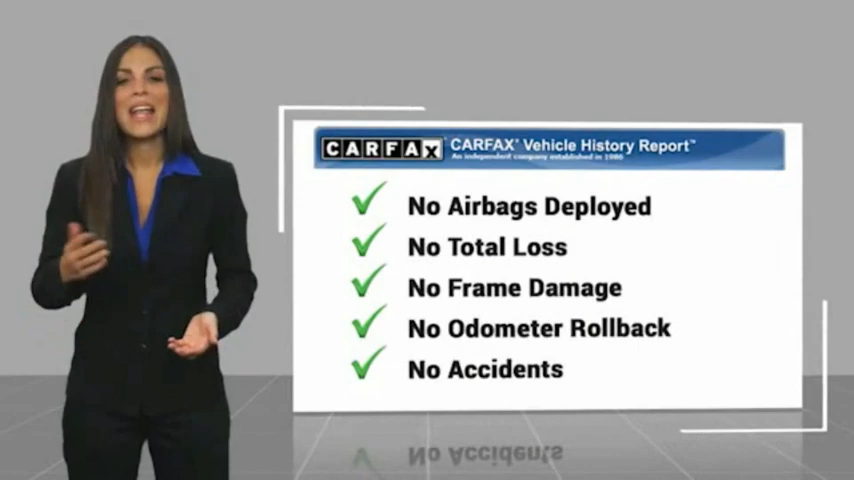 CARFAX CARFAX® Vehicle History Report™
An independent company established in 1986
No Airbags Deployed
No Total Loss
No Frame Damage
No Odometer Rollback
No Accidents
No Accidents